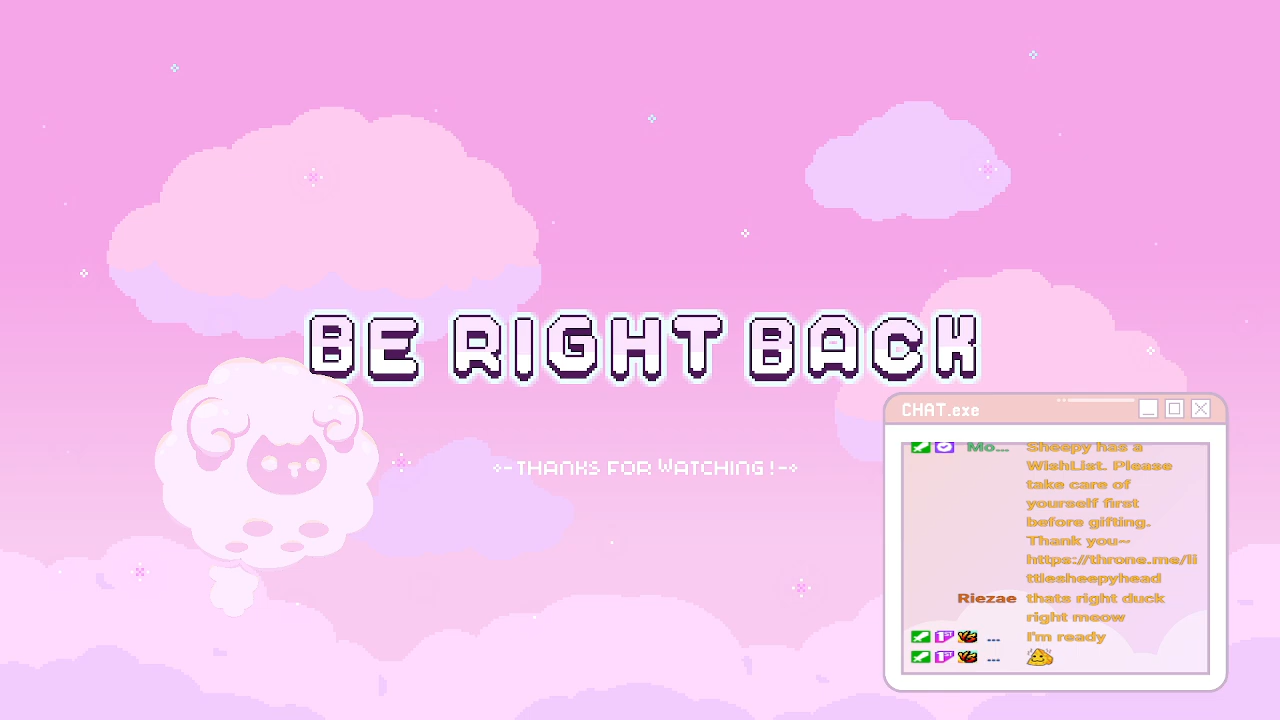 BE RIGHT BACK
-THANKS FOR WATCHING!-
CHAT.exe
Mo... Sheepy has a
WishList. Please
take care of
yourself first
before gifting.
Thank you~
https://throne.me/li
ttlesheepyhead
Riezae thats right duck
right meow
... I'm ready
...